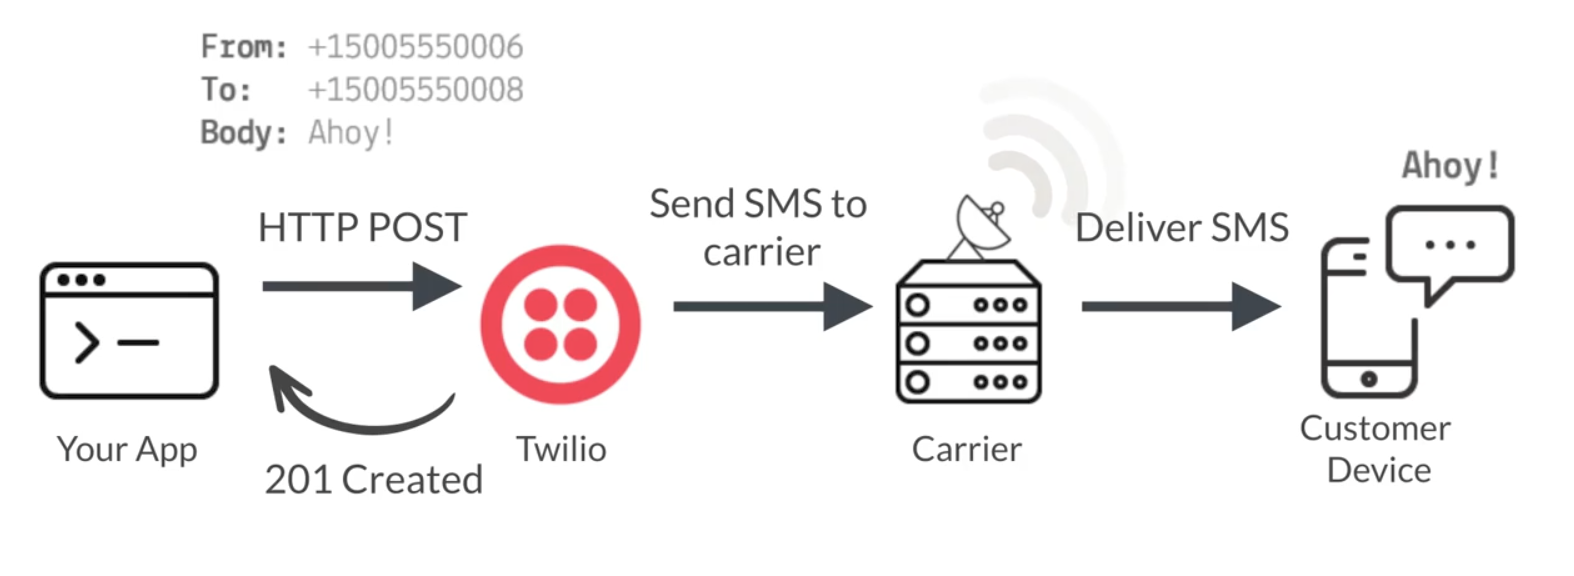 From: +15005550006
To: +15005550008
Body: Ahoy!
HTTP POST
Send SMS to
carrier
Deliver SMS
Ahoy!
Your App
201 Created
Twilio
Carrier
Customer
Device